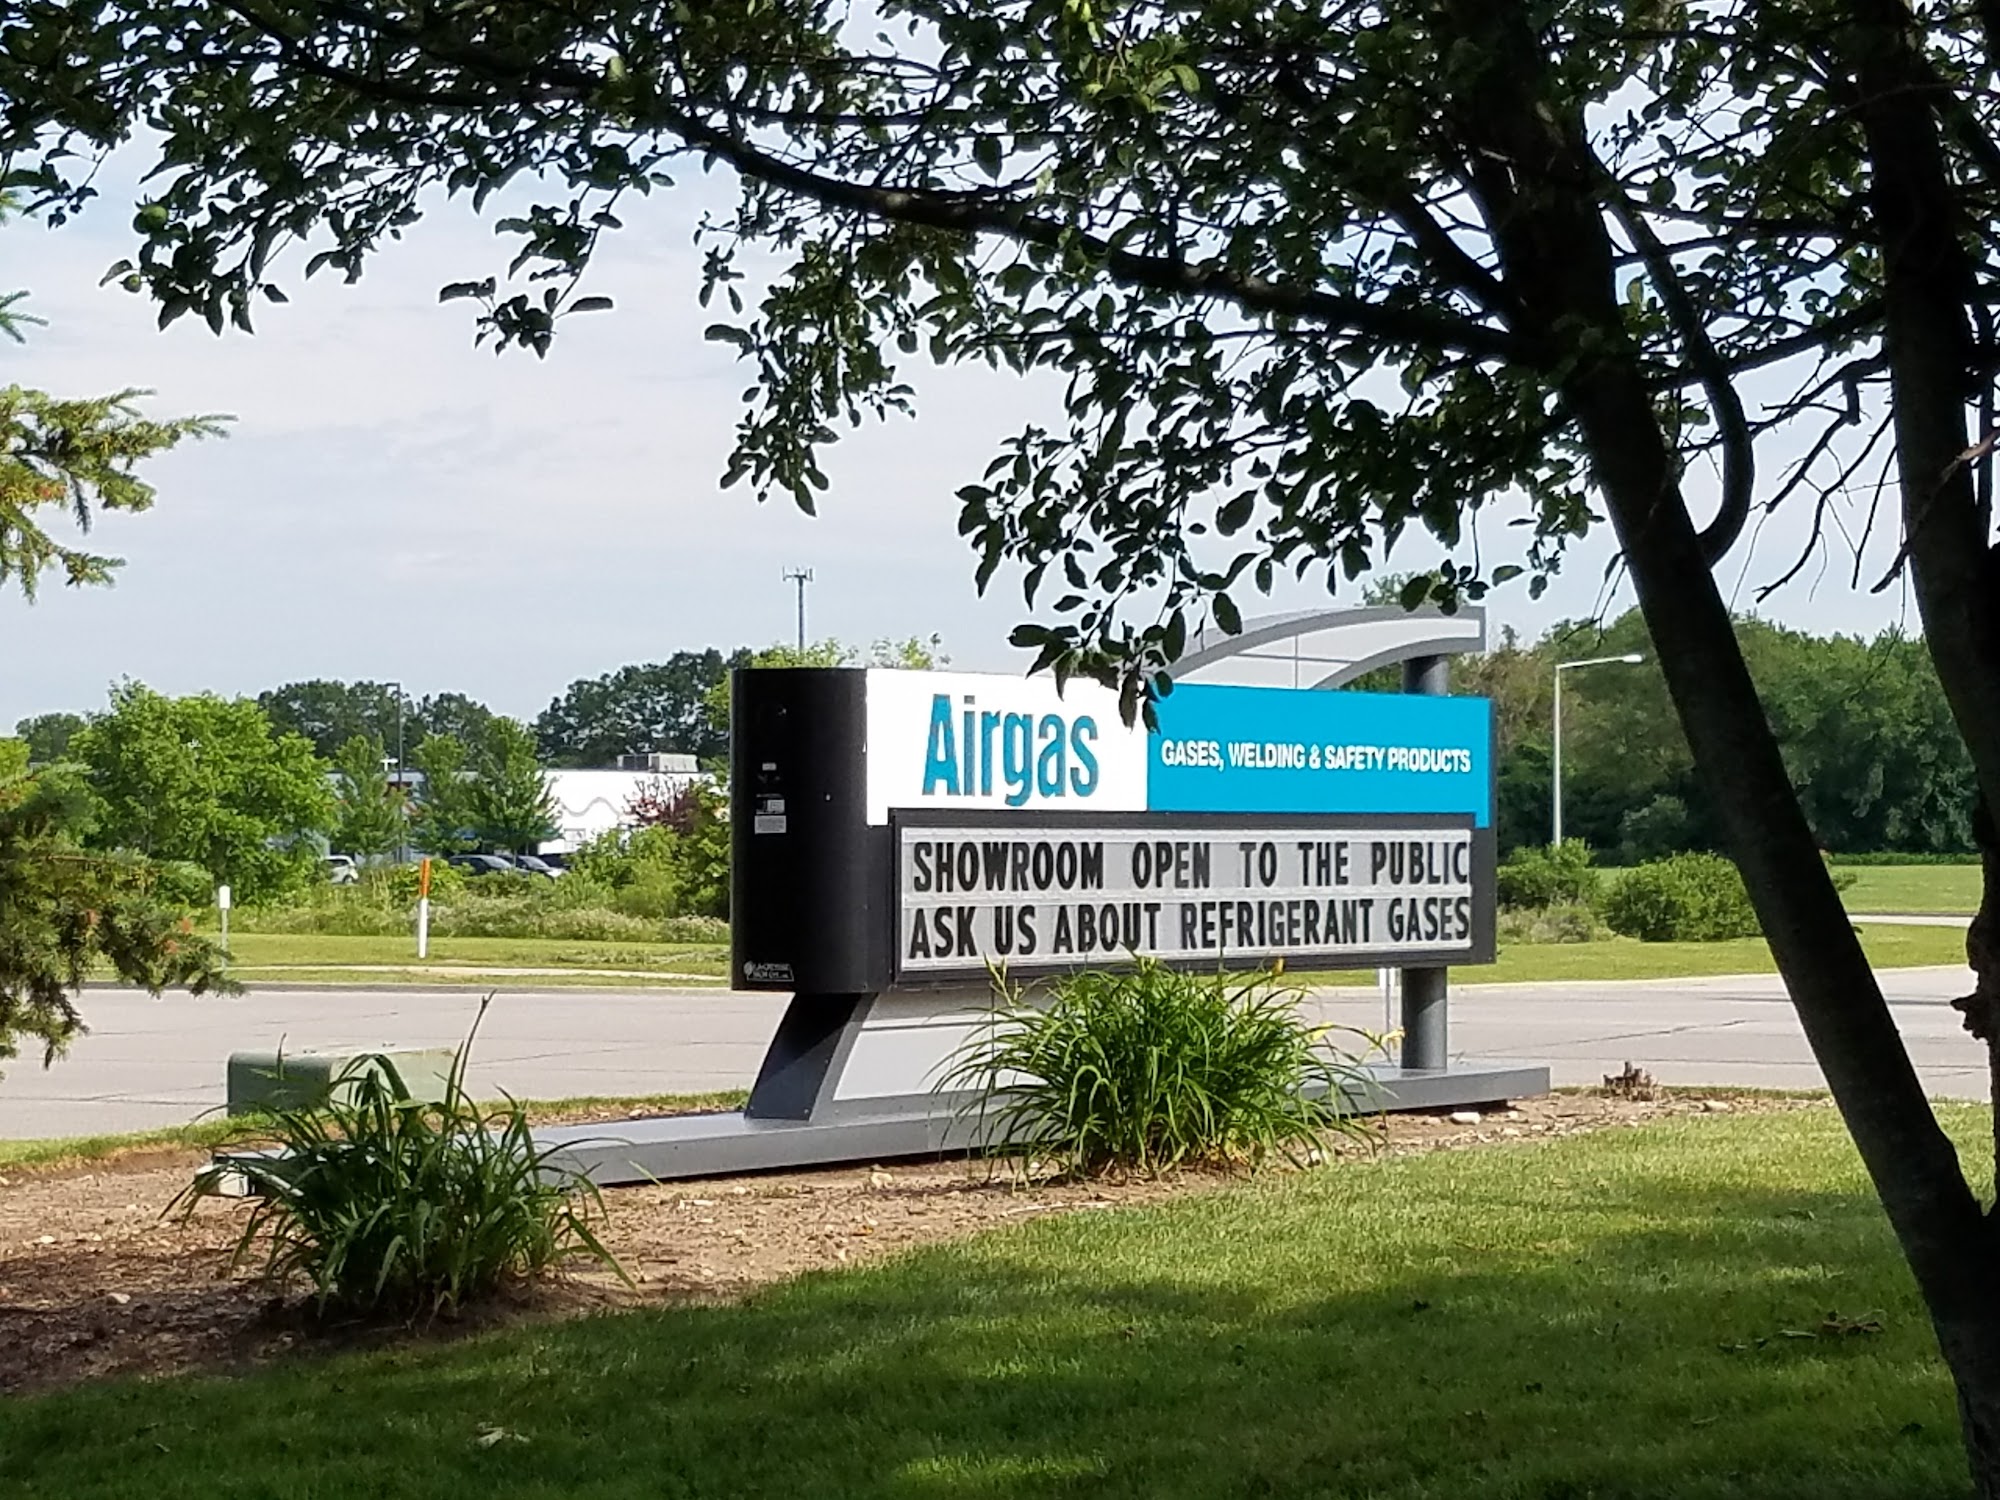 Airgas
GASES, WELDING & SAFETY PRODUCTS
SHOWROOM OPEN TO THE PUBLIC
ASK US ABOUT REFRIGERANT GASES